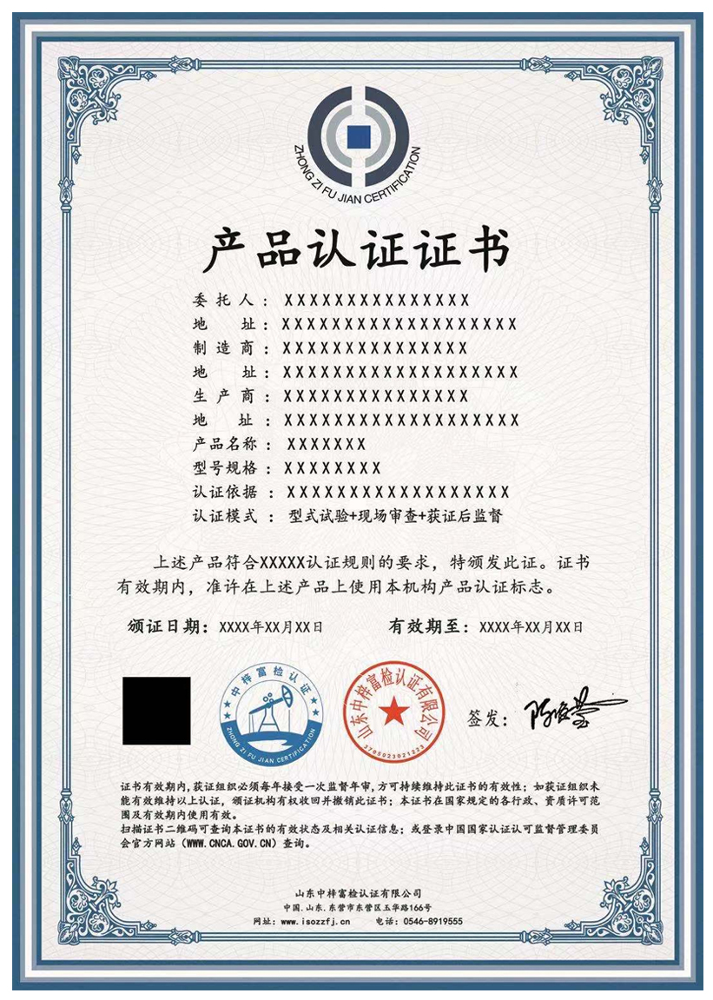 ZHONG ZI FU JIAN CERTIFICATION
产品认证证书
委托人：XXXXXXXXXXXXXXX
地址：XXXXXXXXXXXXXXXXXXX
制造商：XXXXXXXXXXXXXXX
地址：XXXXXXXXXXXXXXXXXXX
生产商：XXXXXXXXXXXXXXX
地址：XXXXXXXXXXXXXXXXXXX
产品名称：XXXXXXX
型号规格：XXXXXXXX
认证依据：XXXXXXXXXXXXXXXXXX
认证模式：型式试验+现场审查+获证后监督
上述产品符合XXXXX认证规则的要求，特颁发此证。证书
有效期内，准许在上述产品上使用本机构产品认证标志。
颁证日期：XXXX年XX月XX日 有效期至：XXXX年XX月XX日
中梓富检认证
ZHONG ZI FU JIAN CERTIFICATION
山东中梓富检认证有限公司
3705023021223
签发：
证书有效期内,获证组织必须每年接受一次监督年审,方可持续维持此证书的有效性；如获证组织未
能有效维持以上认证，颁证机构有权收回并撤销此证书；本证书在国家规定的各行政、资质许可范
围及有效期内使用有效。
扫描证书二维码可查询本证书的有效状态及相关认证信息；或登录中国国家认证认可监督管理委员
会官方网站（WWW.CNCA.GOV.CN）查询。
山东中梓富检认证有限公司
中国.山东.东营市东营区五华路166号
网址：www.isozzfj.cn 电话：0546-8919555